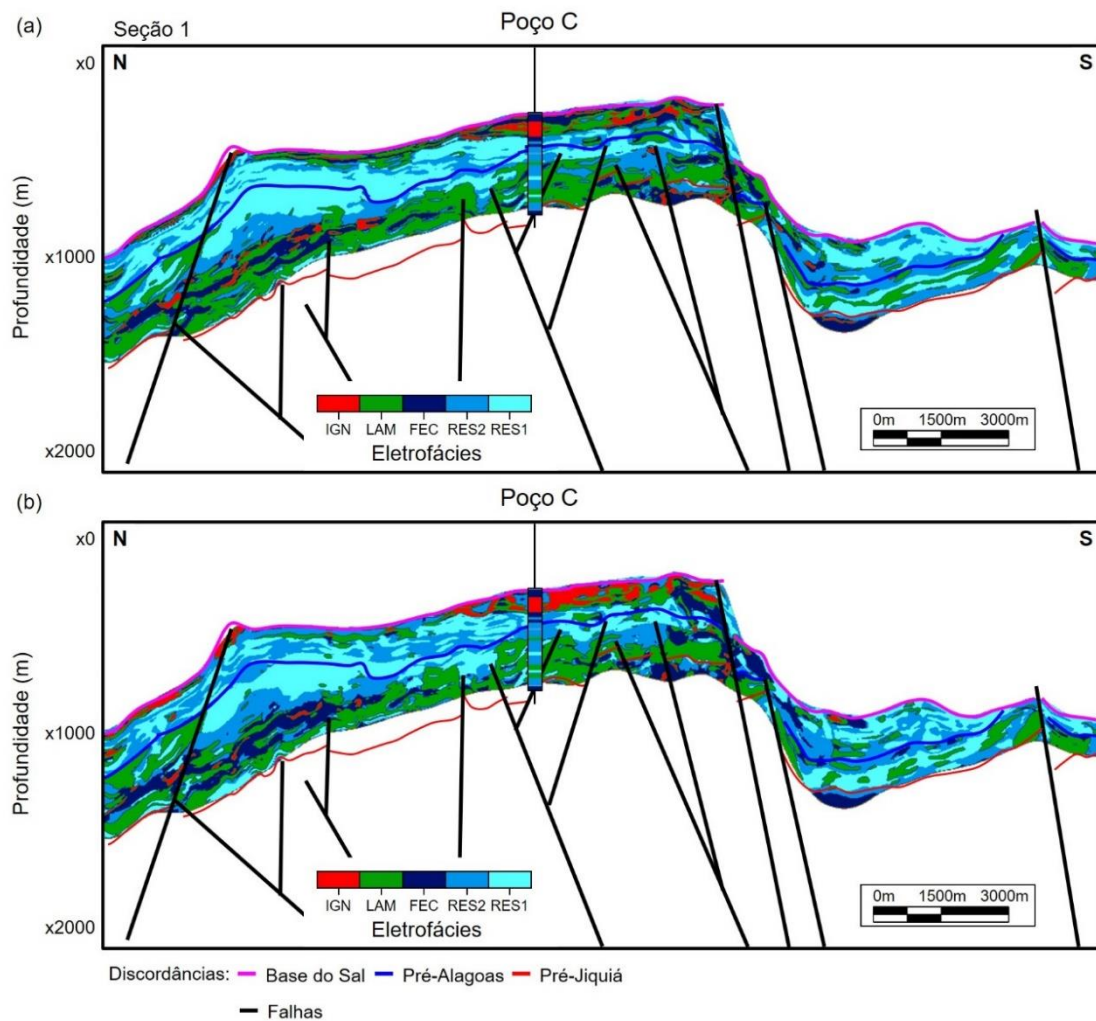 (a) Seção 1 Poço C
x0 N S
Profundidade (m)
x1000
x2000
IGN LAM FEC RES2 RES1
Eletrofácies
0m 1500m 3000m
(b) Poço C
x0 N S
Profundidade (m)
x1000
x2000
IGN LAM FEC RES2 RES1
Eletrofácies
0m 1500m 3000m
Discordâncias: Base do Sal Pré-Alagoas Pré-Jiquiá
Falhas